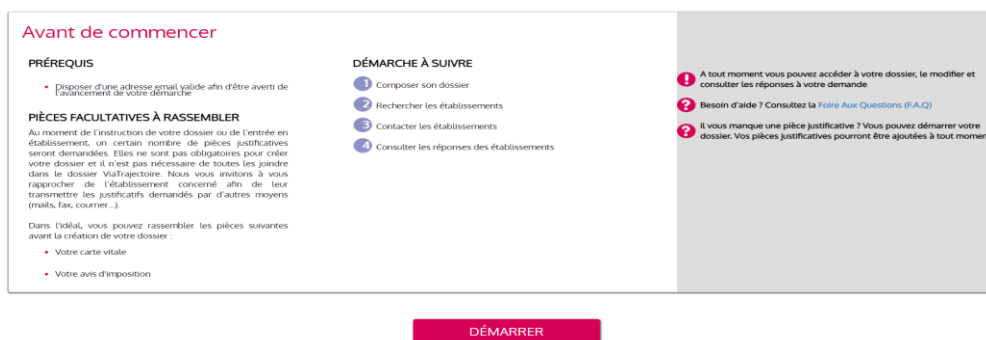 Avant de commencer
PRÉREQUIS
• Disposer d'une adresse email valide afin d'être averti de
l'avancement de votre démarche
PIÈCES FACULTATIVES À RASSEMBLER
Au moment de l'instruction de votre dossier ou de l'entrée en
établissement, un certain nombre de pièces justificatives
seront demandées. Elles ne sont pas obligatoires pour créer
votre dossier et il n'est pas nécessaire de toutes les joindre
dans le dossier ViaTrajectoire. Nous vous invitons à vous
rapprocher de l'établissement concerné afin de leur
transmettre les justificatifs demandés par d'autres moyens
(mails, fax, courrier...).
Dans l'idéal, vous pouvez rassembler les pièces suivantes
avant la création de votre dossier :
• Votre carte vitale
• Votre avis d'imposition
DÉMARCHE À SUIVRE
1 Composer son dossier
2 Rechercher les établissements
3 Contacter les établissements
4 Consulter les réponses des établissements
! A tout moment vous pouvez accéder à votre dossier, le modifier et
consulter les réponses à votre demande
? Besoin d'aide ? Consultez la Foire Aux Questions (F.A.Q)
? Il vous manque une pièce justificative ? Vous pouvez démarrer votre
dossier. Vos pièces justificatives pourront être ajoutées à tout momen
DÉMARRER